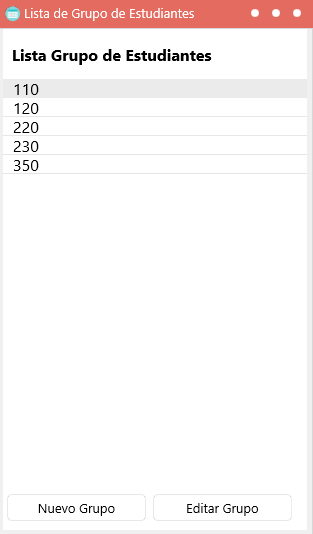 Lista de Grupo de Estudiantes
Lista Grupo de Estudiantes
110
120
220
230
350
Nuevo Grupo
Editar Grupo